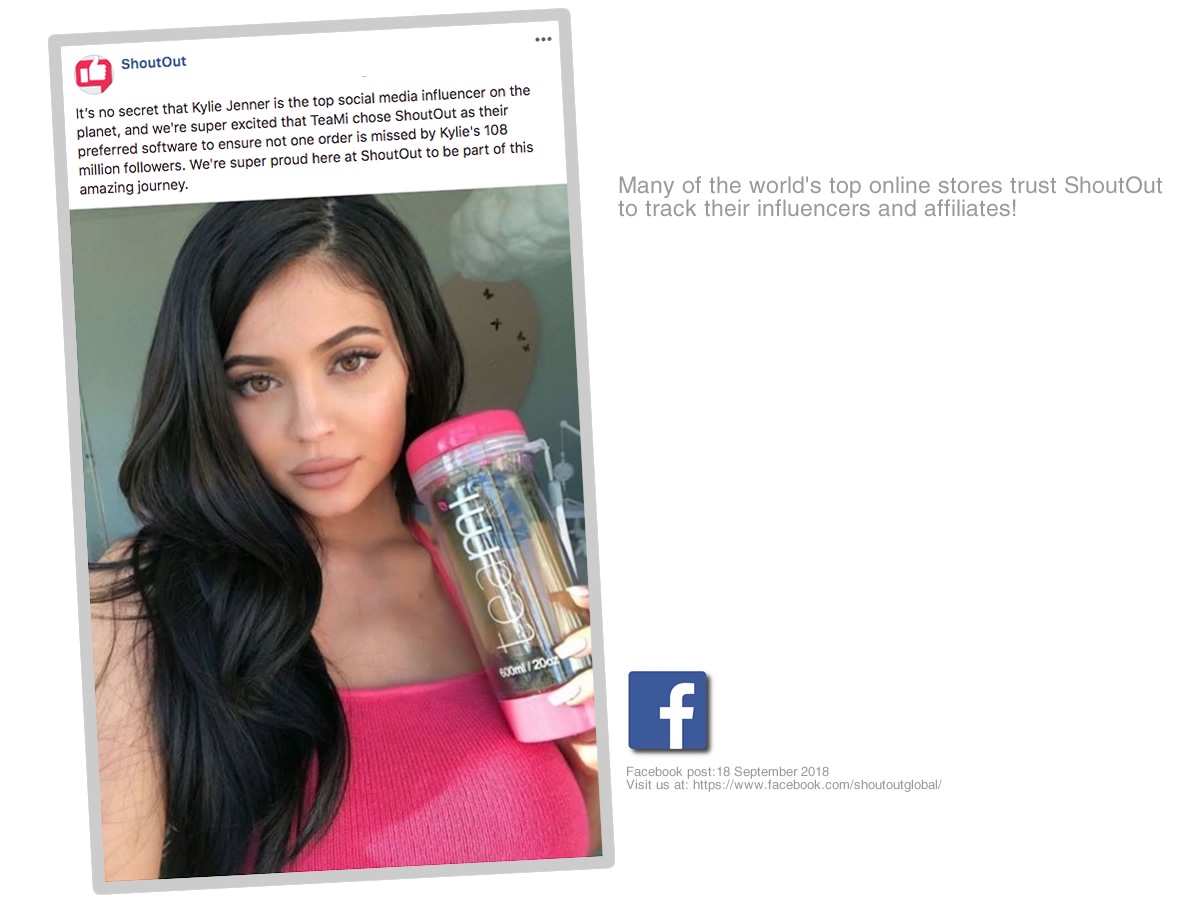 ShoutOut
It's no secret that Kylie Jenner is the top social media influencer on the
planet, and we're super excited that TeaMi chose ShoutOut as their
preferred software to ensure not one order is missed by Kylie's 108
million followers. We're super proud here at ShoutOut to be part of this
amazing journey.
teami
600ml / 20oz
Many of the world's top online stores trust ShoutOut
to track their influencers and affiliates!
f
Facebook post:18 September 2018
Visit us at: https://www.facebook.com/shoutoutglobal/